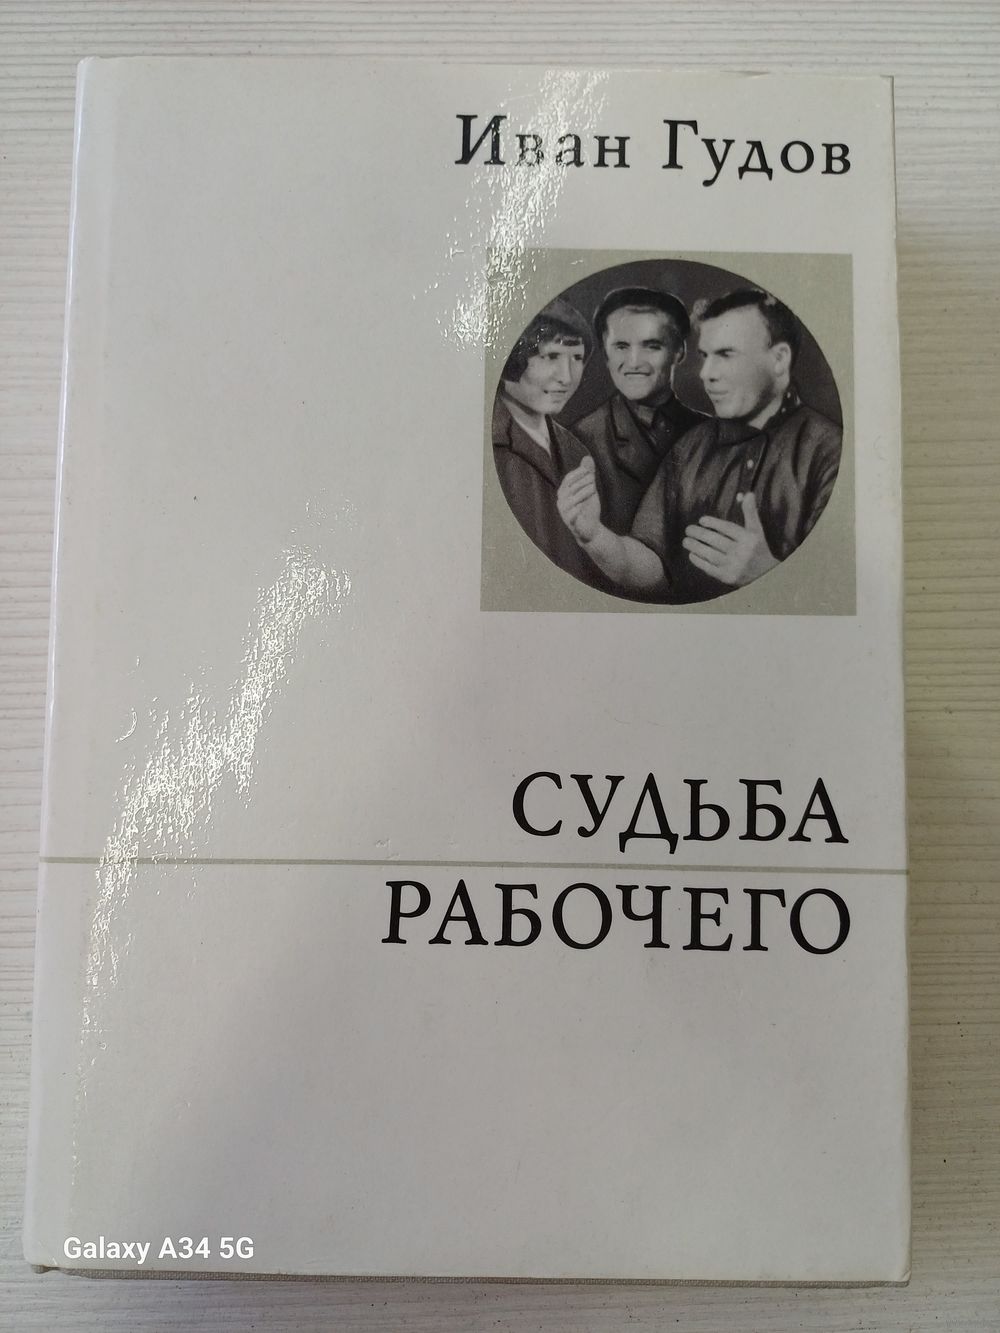 Иван Гудов
СУДЬБА
РАБОЧЕГО
Galaxy A34 5G